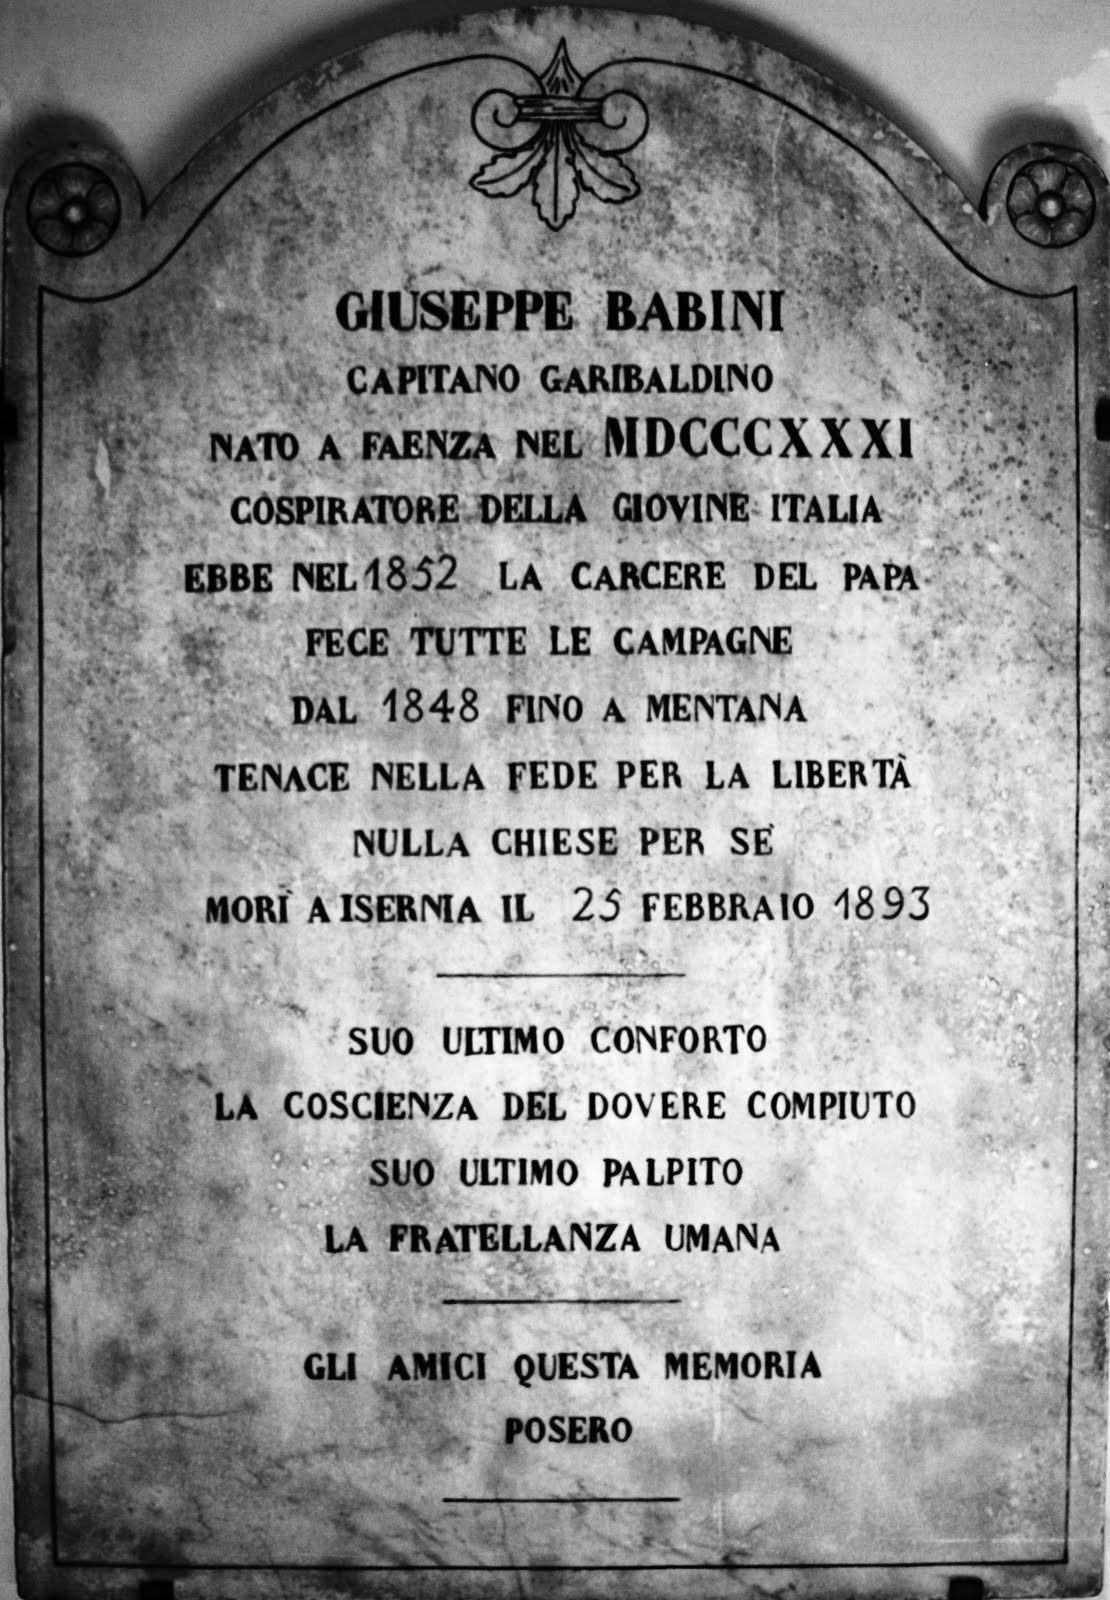 GIUSEPPE BABINI
CAPITANO GARIBALDINO
NATO A FAENZA NEL MDCCCXXXI
COSPIRATORE DELLA GIOVINE ITALIA
EBBE NEL 1852 LA CARCERE DEL PAPA
FECE TUTTE LE CAMPAGNE
DAL 1848 FINO A MENTANA
TENACE NELLA FEDE PER LA LIBERTÀ
NULLA CHIESE PER SÈ
MORÌ A ISERNIA IL 25 FEBBRAIO 1893
SUO ULTIMO CONFORTO
LA COSCIENZA DEL DOVERE COMPIUTO
SUO ULTIMO PALPITO
LA FRATELLANZA UMANA
GLI AMICI QUESTA MEMORIA
POSERO